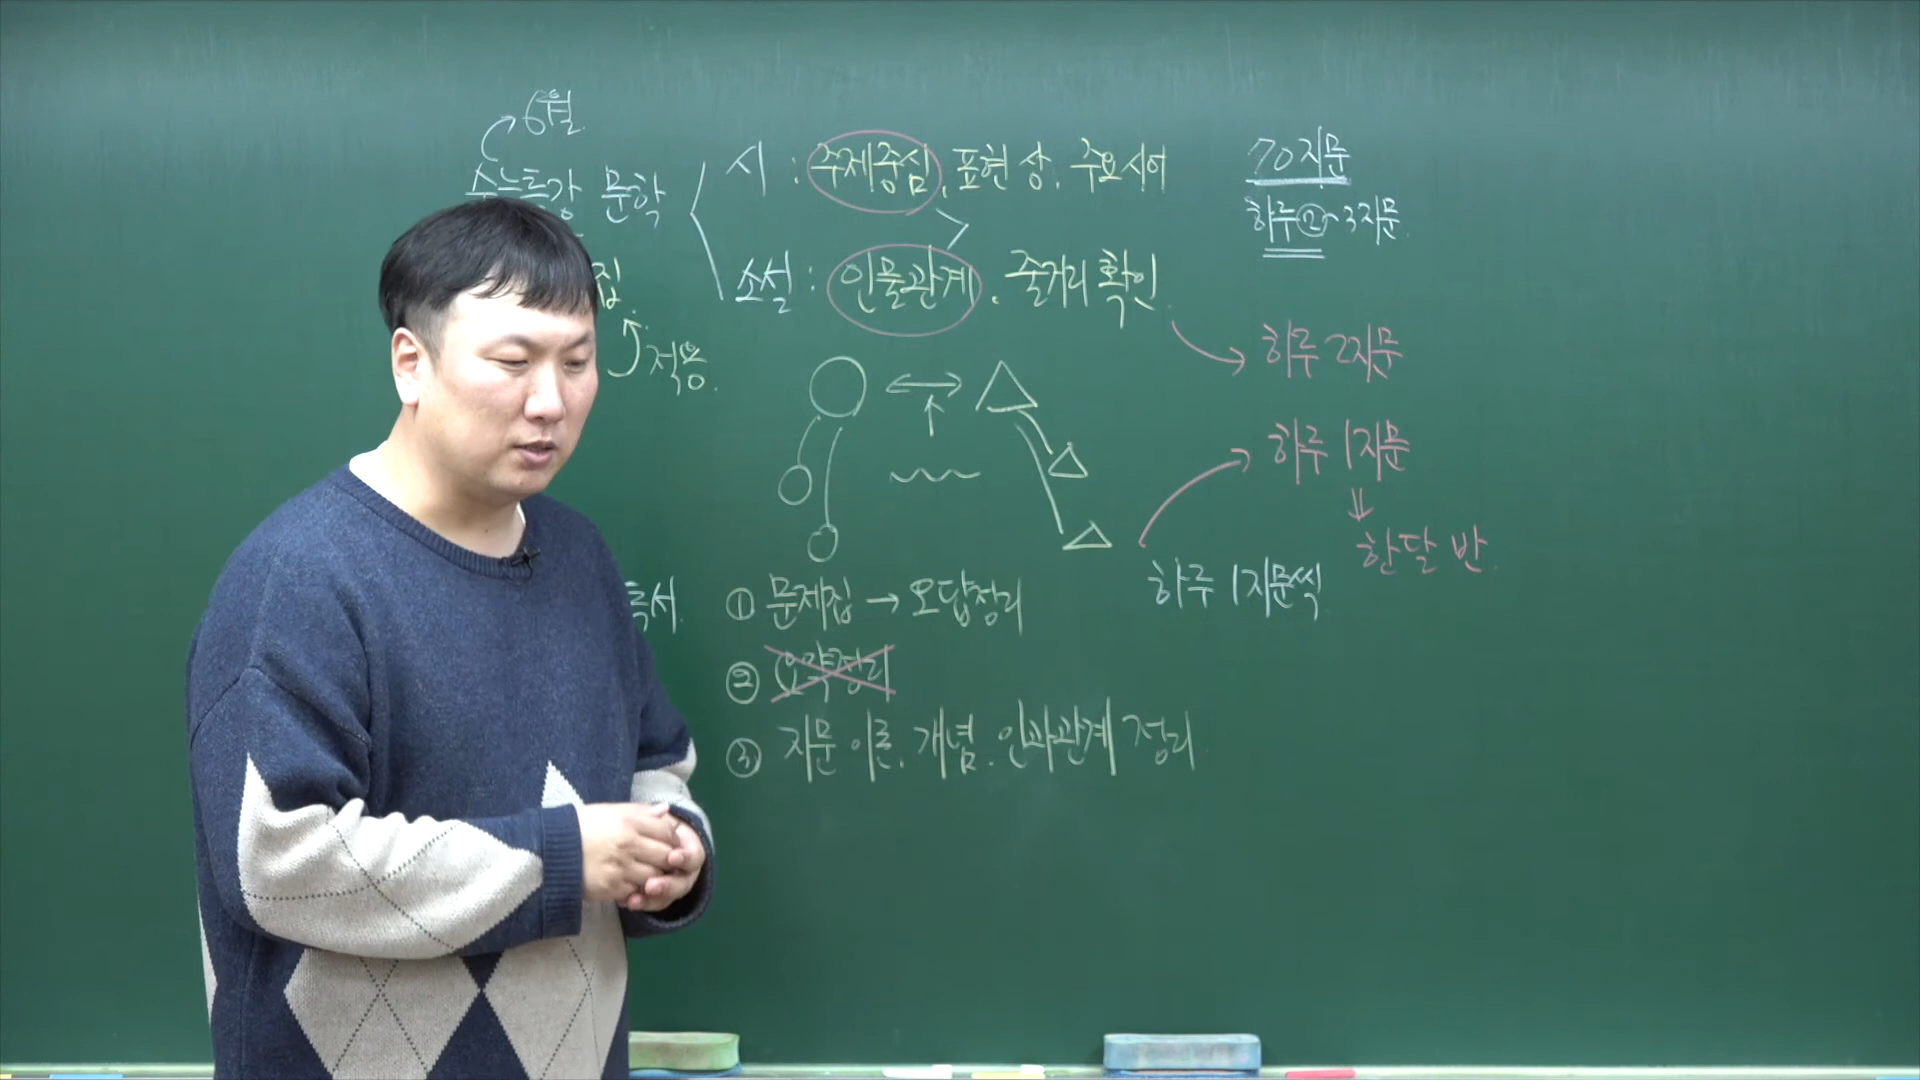 6월
수능특강 문학
시 : 주제중심, 표현상, 주요시어
70지문
하루 ②~3지문
소설 : 인물관계, 줄거리 확인
집
적용
하루 2지문
하루 1지문
한달 반
하루 1지문씩
독서
① 문제집 → 오답정리
② 요약정리
③ 지문 이론, 개념, 인과관계 정리